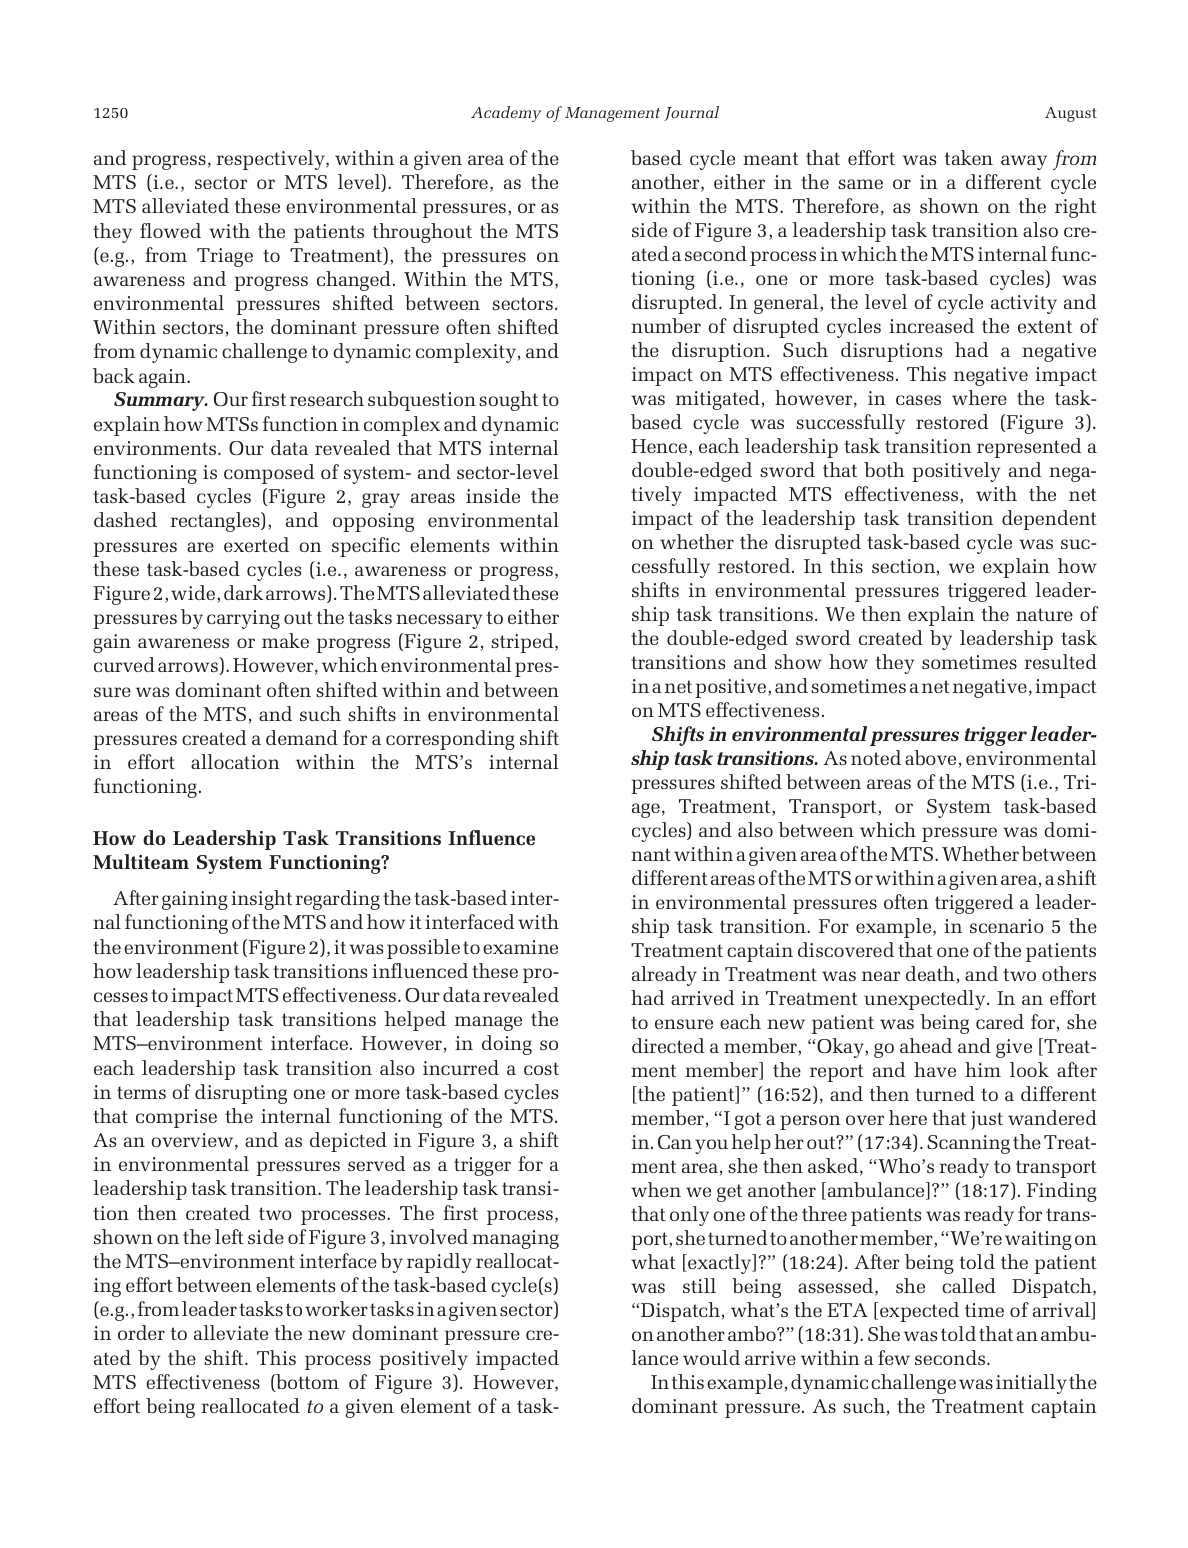 1250
Academy of Management Journal
August
and progress, respectively, within a given area of the
MTS (i.e., sector or MTS level). Therefore, as the
MTS alleviated these environmental pressures, or as
they flowed with the patients throughout the MTS
(e.g., from Triage to Treatment), the pressures on
awareness and progress changed. Within the MTS,
environmental pressures shifted between sectors.
Within sectors, the dominant pressure often shifted
from dynamic challenge to dynamic complexity, and
back again.
Summary. Our first research subquestion sought to
explain how MTSs function in complex and dynamic
environments. Our data revealed that MTS internal
functioning is composed of system- and sector-level
task-based cycles (Figure 2, gray areas inside the
dashed rectangles), and opposing environmental
pressures are exerted on specific elements within
these task-based cycles (i.e., awareness or progress,
Figure 2, wide, dark arrows). The MTS alleviated these
pressures by carrying out the tasks necessary to either
gain awareness or make progress (Figure 2, striped,
curved arrows). However, which environmental pres-
sure was dominant often shifted within and between
areas of the MTS, and such shifts in environmental
pressures created a demand for a corresponding shift
in effort allocation within the MTS's internal
functioning.
How do Leadership Task Transitions Influence
Multiteam System Functioning?
After gaining insight regarding the task-based inter-
nal functioning of the MTS and how it interfaced with
the environment (Figure 2), it was possible to examine
how leadership task transitions influenced these pro-
cesses to impact MTS effectiveness. Our data revealed
that leadership task transitions helped manage the
MTS–environment interface. However, in doing so
each leadership task transition also incurred a cost
in terms of disrupting one or more task-based cycles
that comprise the internal functioning of the MTS.
As an overview, and as depicted in Figure 3, a shift
in environmental pressures served as a trigger for a
leadership task transition. The leadership task transi-
tion then created two processes. The first process,
shown on the left side of Figure 3, involved managing
the MTS–environment interface by rapidly reallocat-
ing effort between elements of the task-based cycle(s)
(e.g., from leader tasks to worker tasks in a given sector)
in order to alleviate the new dominant pressure cre-
ated by the shift. This process positively impacted
MTS effectiveness (bottom of Figure 3). However,
effort being reallocated to a given element of a task-
based cycle meant that effort was taken away from
another, either in the same or in a different cycle
within the MTS. Therefore, as shown on the right
side of Figure 3, a leadership task transition also cre-
ated a second process in which the MTS internal func-
tioning (i.e., one or more task-based cycles) was
disrupted. In general, the level of cycle activity and
number of disrupted cycles increased the extent of
the disruption. Such disruptions had a negative
impact on MTS effectiveness. This negative impact
was mitigated, however, in cases where the task-
based cycle was successfully restored (Figure 3).
Hence, each leadership task transition represented a
double-edged sword that both positively and nega-
tively impacted MTS effectiveness, with the net
impact of the leadership task transition dependent
on whether the disrupted task-based cycle was suc-
cessfully restored. In this section, we explain how
shifts in environmental pressures triggered leader-
ship task transitions. We then explain the nature of
the double-edged sword created by leadership task
transitions and show how they sometimes resulted
in a net positive, and sometimes a net negative, impact
on MTS effectiveness.
Shifts in environmental pressures trigger leader-
ship task transitions. As noted above, environmental
pressures shifted between areas of the MTS (i.e., Tri-
age, Treatment, Transport, or System task-based
cycles) and also between which pressure was domi-
nant within a given area of the MTS. Whether between
different areas of the MTS or within a given area, a shift
in environmental pressures often triggered a leader-
ship task transition. For example, in scenario 5 the
Treatment captain discovered that one of the patients
already in Treatment was near death, and two others
had arrived in Treatment unexpectedly. In an effort
to ensure each new patient was being cared for, she
directed a member, “Okay, go ahead and give [Treat-
ment member] the report and have him look after
[the patient]” (16:52), and then turned to a different
member, “I got a person over here that just wandered
in. Can you help her out?” (17:34). Scanning the Treat-
ment area, she then asked, “Who's ready to transport
when we get another [ambulance]?” (18:17). Finding
that only one of the three patients was ready for trans-
port, she turned to another member, “We're waiting on
what [exactly]?” (18:24). After being told the patient
was still being assessed, she called Dispatch,
“Dispatch, what's the ETA [expected time of arrival]
on another ambo?” (18:31). She was told that an ambu-
lance would arrive within a few seconds.
In this example, dynamic challenge was initially the
dominant pressure. As such, the Treatment captain